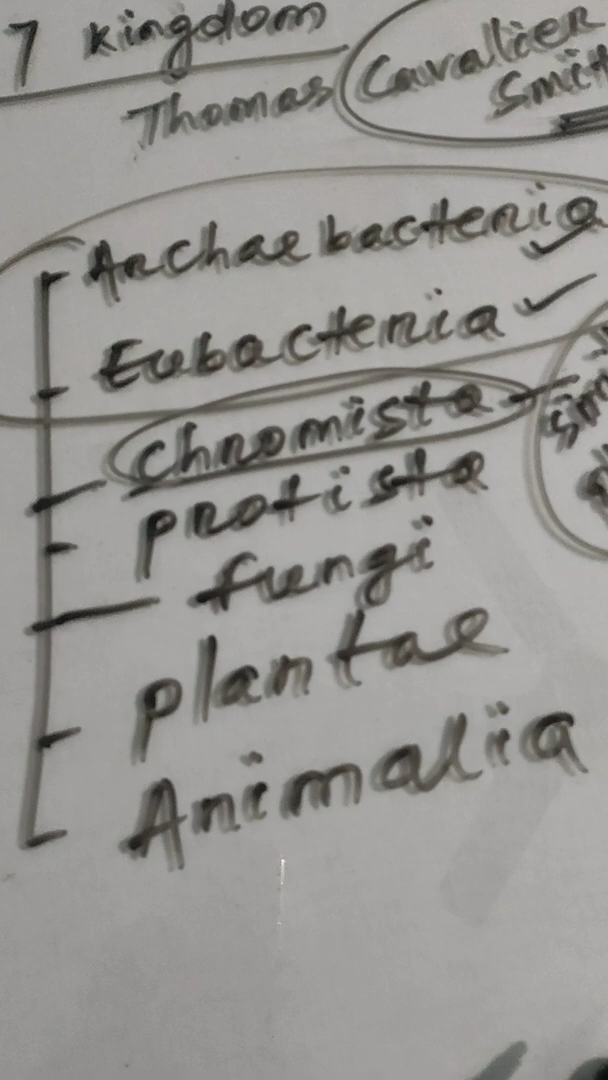 7 kingdom
Thomas Cavalier
Smith
Archaebacteria
Eubacteria
Chromista
protista
fungi
plantae
Animalia